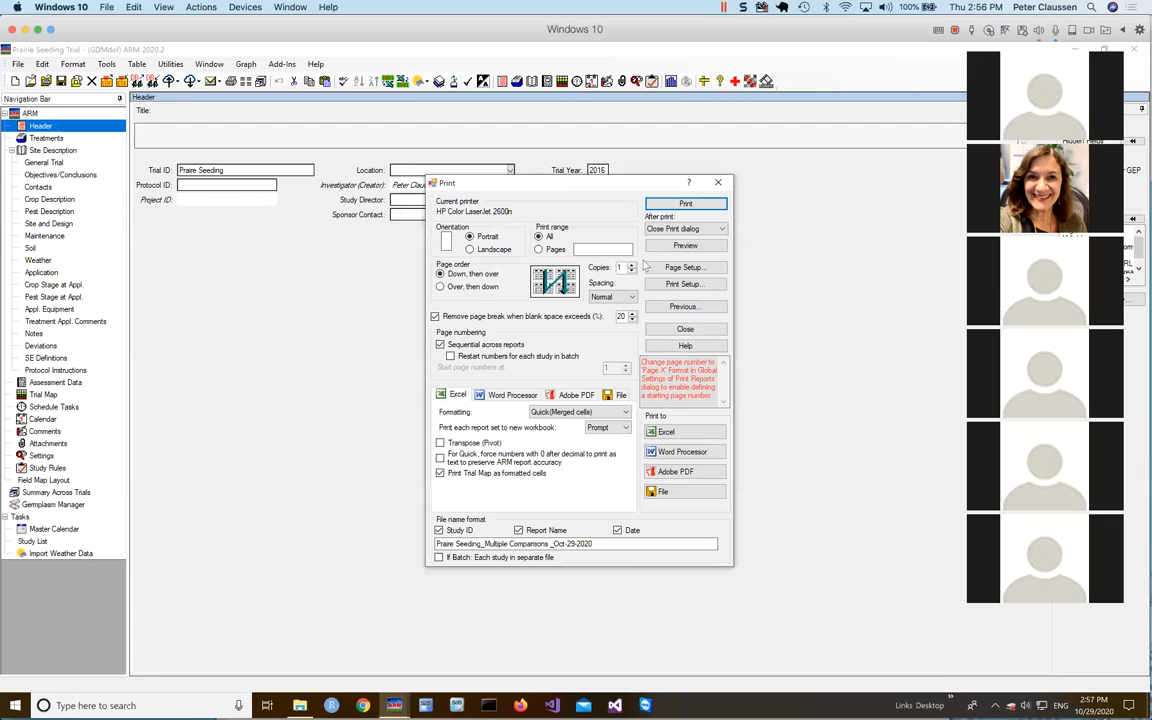 Windows 10 File Edit View Actions Devices Window Help 100% Thu 2:56 PM Peter Claussen
Windows 10
Prairie Seeding Trial - (GDMdef) ARM 2020.2
File Edit Format Tools Table Utilities Window Graph Add-Ins Help
Navigation Bar
ARM
Header
Treatments
Site Description
General Trial
Objectives/Conclusions
Contacts
Crop Description
Pest Description
Site and Design
Maintenance
Soil
Weather
Application
Crop Stage at Appl.
Pest Stage at Appl.
Appl. Equipment
Treatment Appl. Comments
Notes
Deviations
SE Definitions
Protocol Instructions
Assessment Data
Trial Map
Schedule Tasks
Calendar
Comments
Attachments
Settings
Study Rules
Field Map Layout
Summary Across Trials
Germplasm Manager
Tasks
Master Calendar
Study List
Import Weather Data
Header
Title:
Trial ID: Praire Seeding Location: Trial Year: 2016
Protocol ID: Investigator (Creator): Peter Claus
Project ID: Study Director:
Sponsor Contact:
Hidden Fields
GEP
Print
? 
Current printer
HP Color LaserJet 2600n
Orientation
Portrait
Landscape
Print range
All
Pages
Page order
Down, then over
Over, then down
Copies: 1
Spacing:
Normal
Remove page break when blank space exceeds (%): 20
Page numbering
Sequential across reports
Restart numbers for each study in batch
Start page numbers at: 1
Excel Word Processor Adobe PDF File
Formatting: Quick(Merged cells)
Print each report set to new workbook: Prompt
Transpose (Pivot)
For Quick, force numbers with 0 after decimal to print as
text to preserve ARM report accuracy
Print Trial Map as formatted cells
File name format
Study ID Report Name Date
Praire Seeding_Multiple Comparisons _Oct-29-2020
If Batch: Each study in separate file
Print
After print:
Close Print dialog
Preview
Page Setup...
Print Setup...
Previous...
Close
Help
Change page number to
'Page X' Format in Global
Settings of Print Reports
dialog to enable defining
a starting page number.
Print to
Excel
Word Processor
Adobe PDF
File
Type here to search
Links Desktop
ENG
2:57 PM
10/29/2020